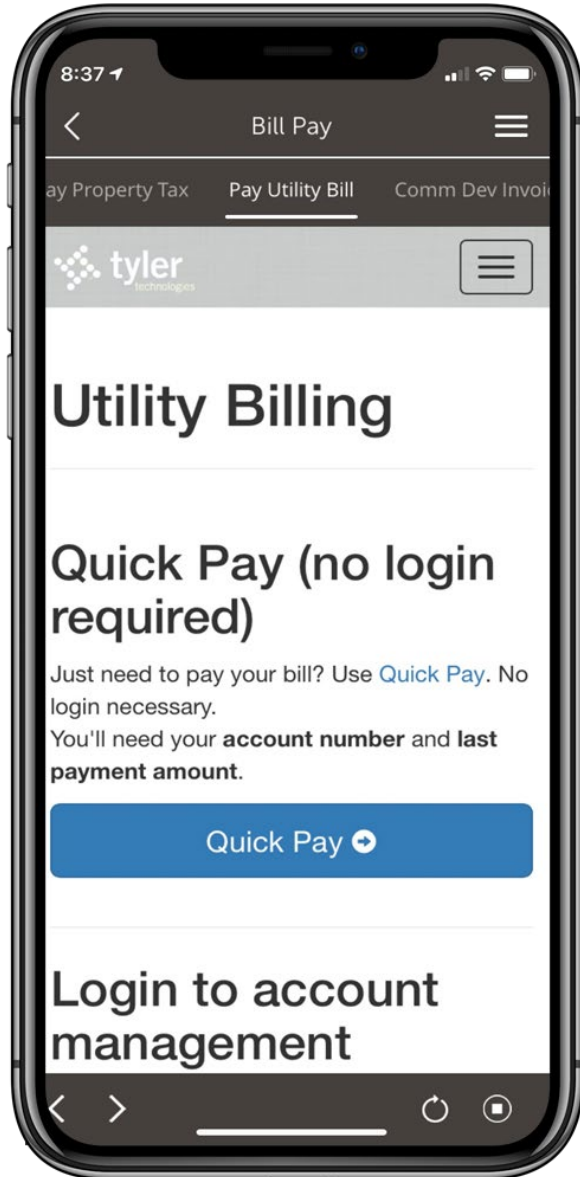 8:37
Bill Pay
ay Property Tax Pay Utility Bill Comm Dev Invoi
tyler
technologies
Utility Billing
Quick Pay (no login
required)
Just need to pay your bill? Use Quick Pay. No
login necessary.
You'll need your account number and last
payment amount.
Quick Pay
Login to account
management